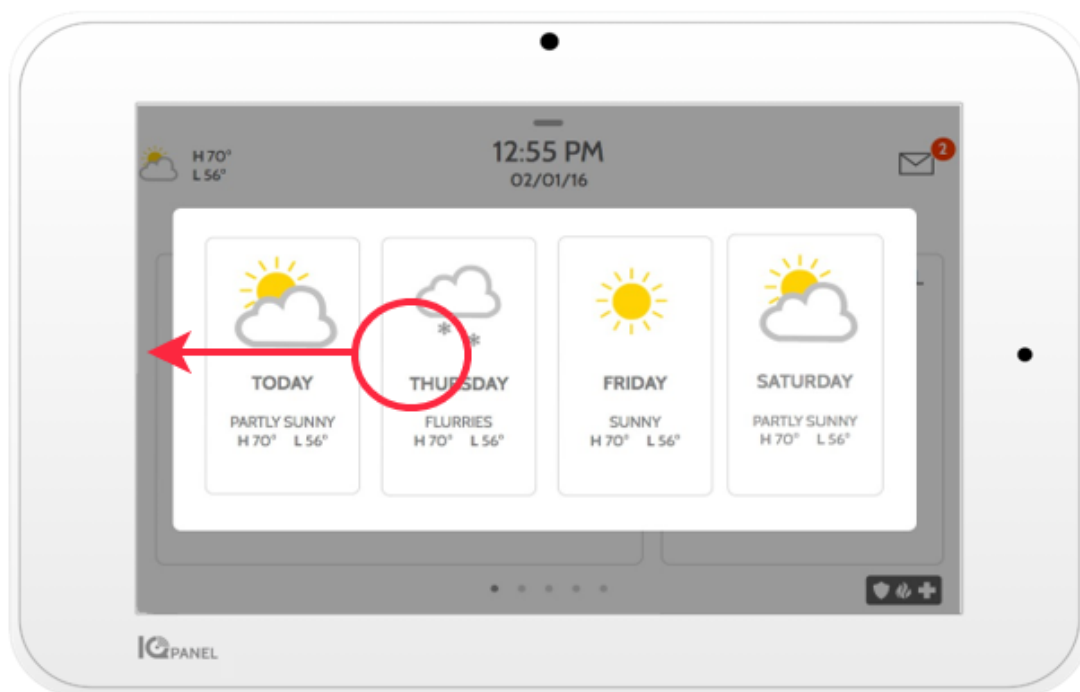 H 70°
L 56°
12:55 PM
02/01/16
2
TODAY
PARTLY SUNNY
H 70° L 56°
THURSDAY
FLURRIES
H 70° L 56°
FRIDAY
SUNNY
H 70° L 56°
SATURDAY
PARTLY SUNNY
H 70° L 56°
IQ PANEL